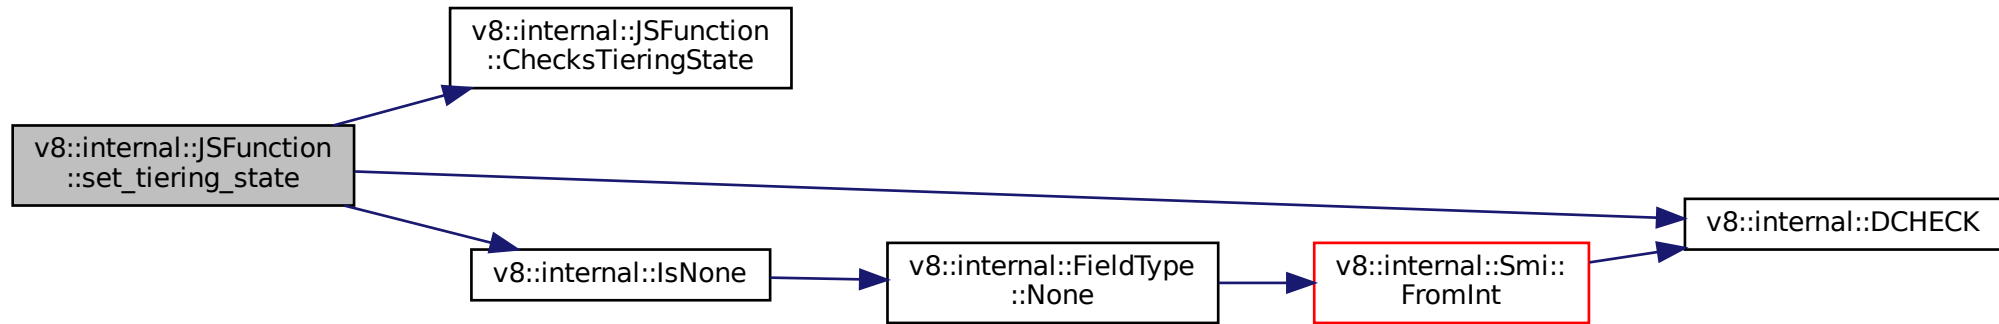 v8::internal::JSFunction
::ChecksTieringState
v8::internal::JSFunction
::set_tiering_state
v8::internal::DCHECK
v8::internal::IsNone
v8::internal::FieldType
::None
v8::internal::Smi::
FromInt